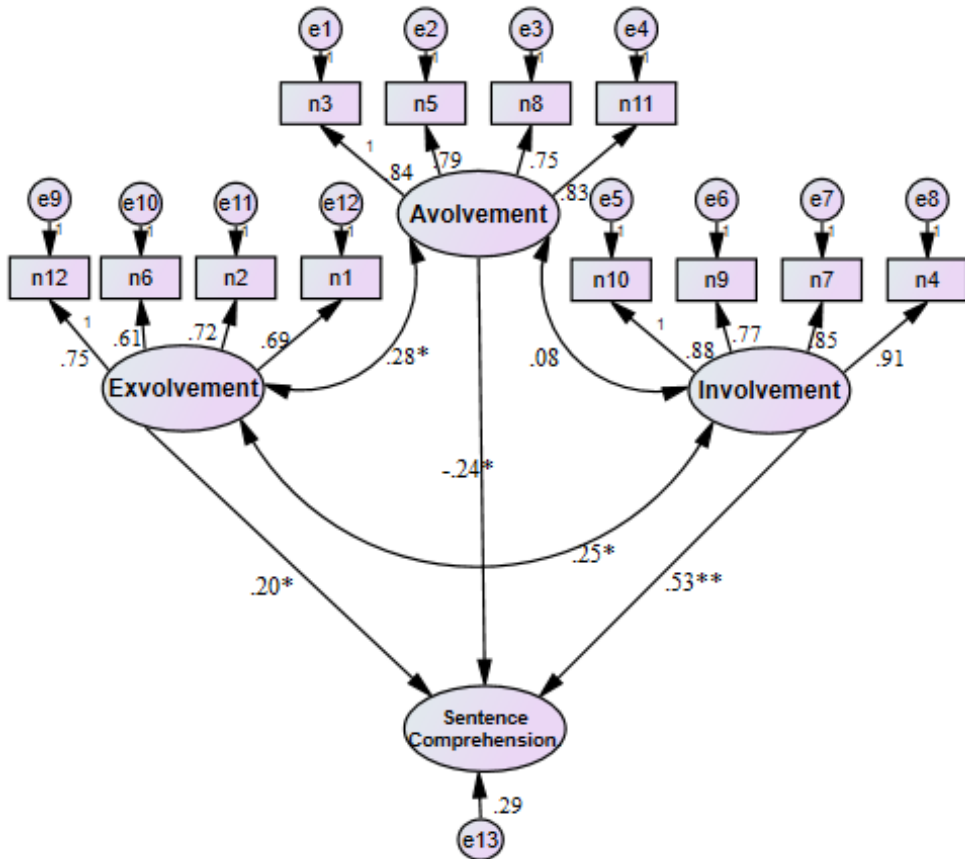 e1 e2 e3 e4
1 1 1 1
n3 n5 n8 n11
1 .84 .79 .75 .83
Avolvement
e9 e10 e11 e12
1 1 1 1
n12 n6 n2 n1
1 .75 .61 .72 .69
Exvolvement
e5 e6 e7 e8
1 1 1 1
n10 n9 n7 n4
1 .88 .77 .85 .91
Involvement
.28* .08
-.24*
.25*
.20* .53**
Sentence
Comprehension
.29
e13